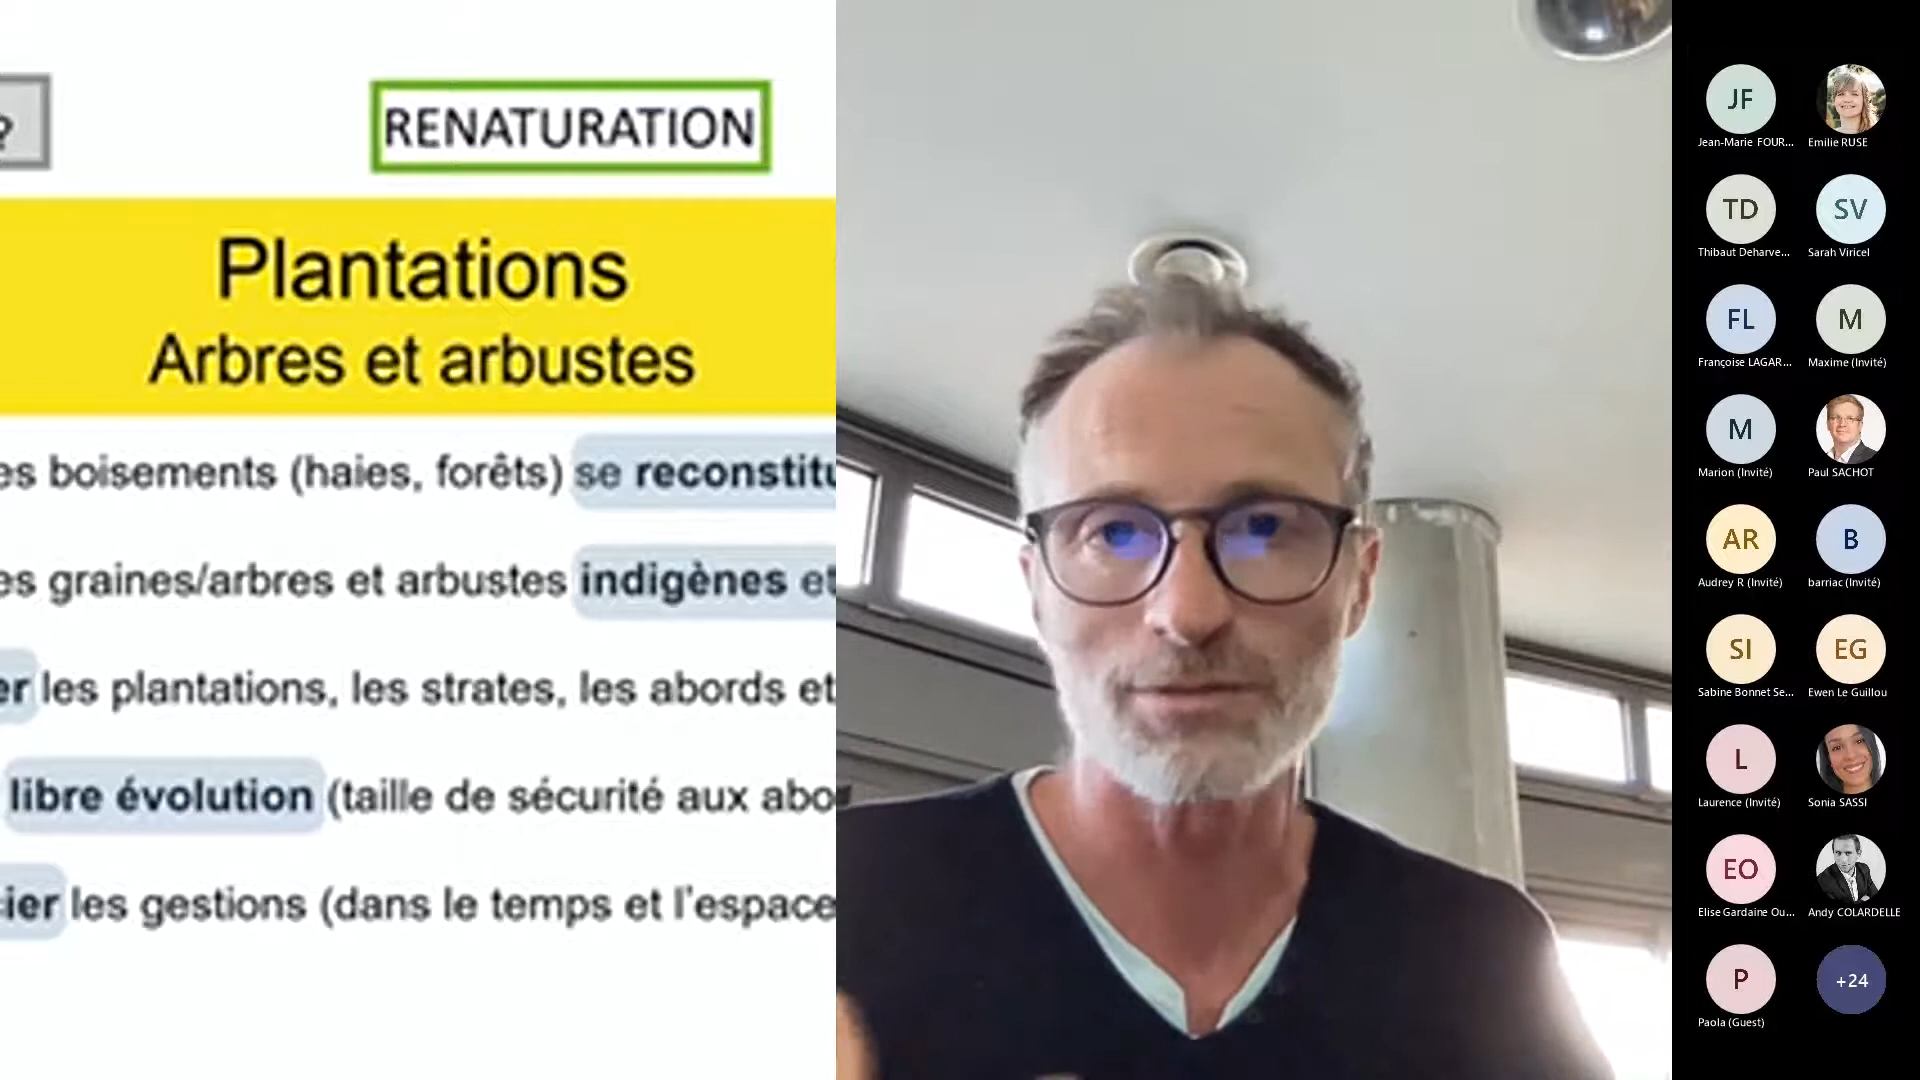 ?
RENATURATION
Plantations
Arbres et arbustes
es boisements (haies, forêts) se reconstitu
es graines/arbres et arbustes indigènes et
er les plantations, les strates, les abords et
libre évolution (taille de sécurité aux abo
ier les gestions (dans le temps et l'espace
JF
Jean-Marie FOUR...
Emilie RUSE
TD
Thibaut Deharve...
SV
Sarah Viricel
FL
Françoise LAGAR...
M
Maxime (Invité)
M
Marion (Invité)
Paul SACHOT
AR
Audrey R (Invité)
B
barriac (Invité)
SI
Sabine Bonnet Se...
EG
Ewen Le Guillou
L
Laurence (Invité)
Sonia SASSI
EO
Elise Gardaine Ou...
Andy COLARDELLE
P
Paola (Guest)
+24